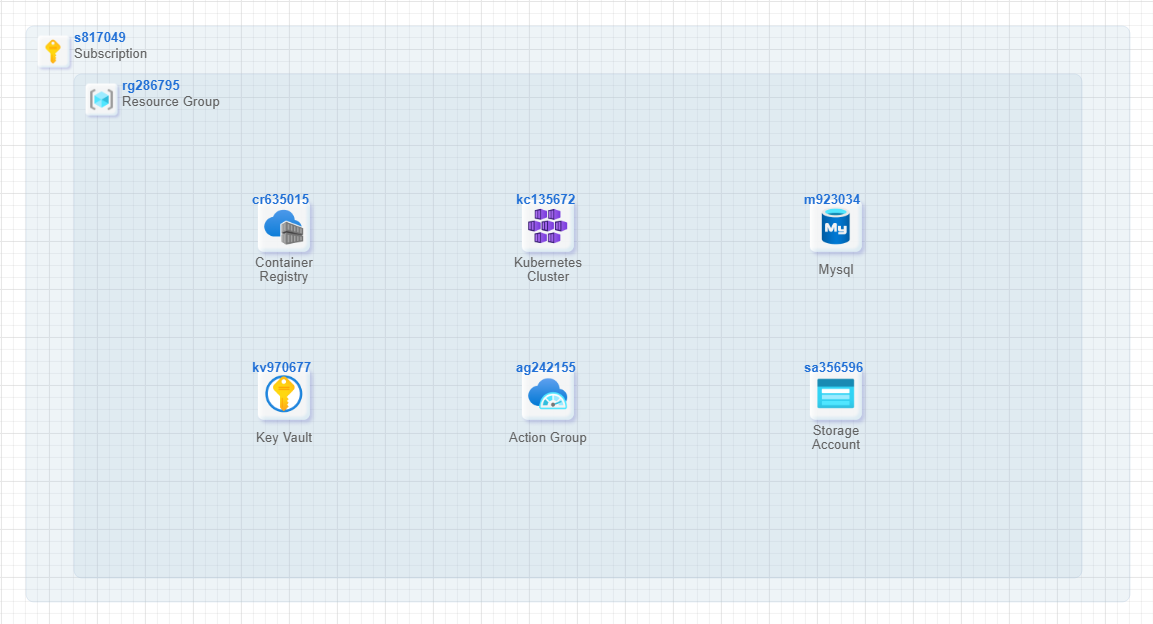 s817049
Subscription
rg286795
Resource Group
cr635015
Container
Registry
kc135672
Kubernetes
Cluster
m923034
My
Mysql
kv970677
Key Vault
ag242155
Action Group
sa356596
Storage
Account